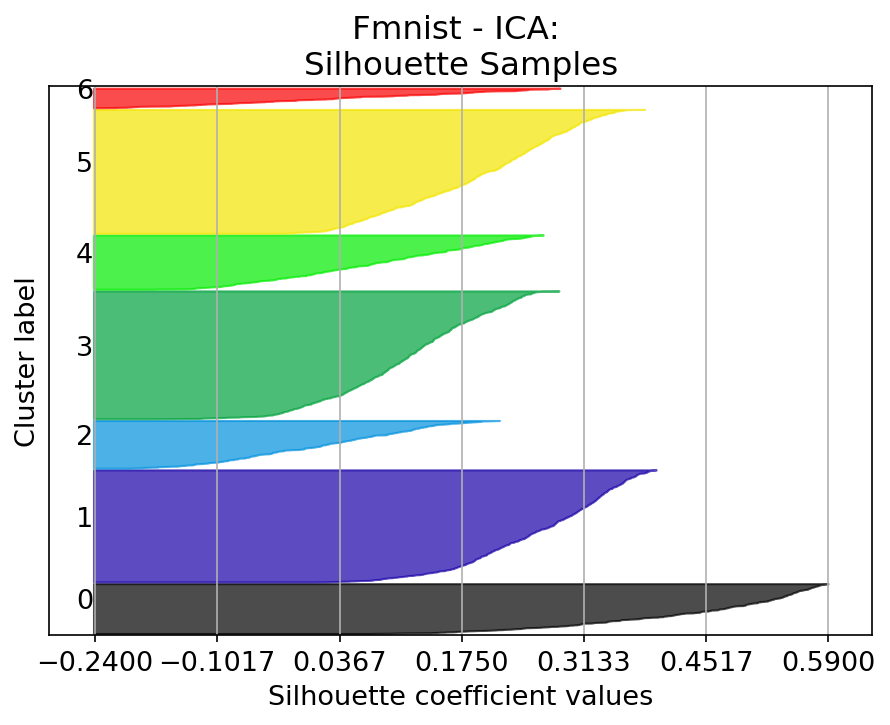 Fmnist - ICA:
Silhouette Samples
Cluster label
6
5
4
3
2
1
0
−0.2400 −0.1017 0.0367 0.1750 0.3133 0.4517 0.5900
Silhouette coefficient values